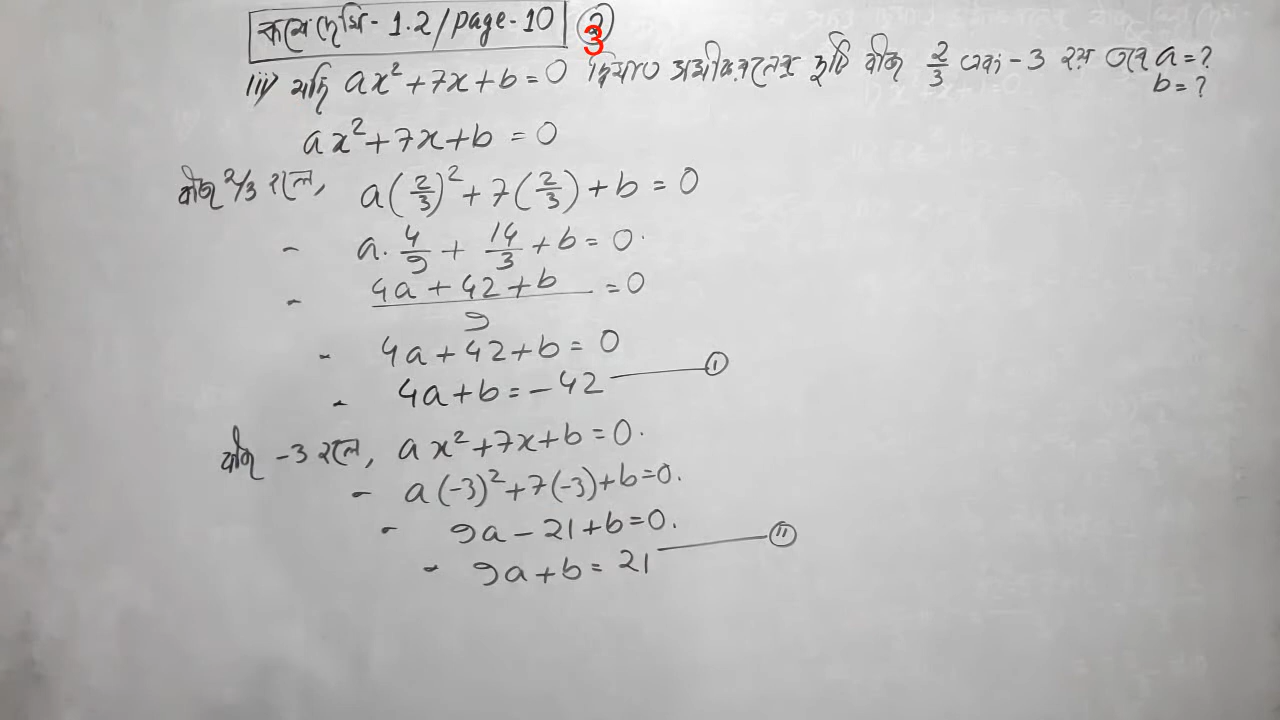 কষে দেখি - 1.2 / page - 10 3
iii) যদি ax² + 7x + b = 0 দ্বিঘাত সমীকরণের দুটি বীজ 2/3 এবং - 3 হয় তবে a = ?
b = ?
ax² + 7x + b = 0
বীজ 2/3 হলে, a(2/3)² + 7(2/3) + b = 0
- a. 4/9 + 14/3 + b = 0
- (4a + 42 + b)/9 = 0
- 4a + 42 + b = 0
- 4a + b = - 42 —— (i)
বীজ -3 হলে, ax² + 7x + b = 0.
- a(-3)² + 7(-3) + b = 0.
- 9a - 21 + b = 0.
- 9a + b = 21 —— (ii)